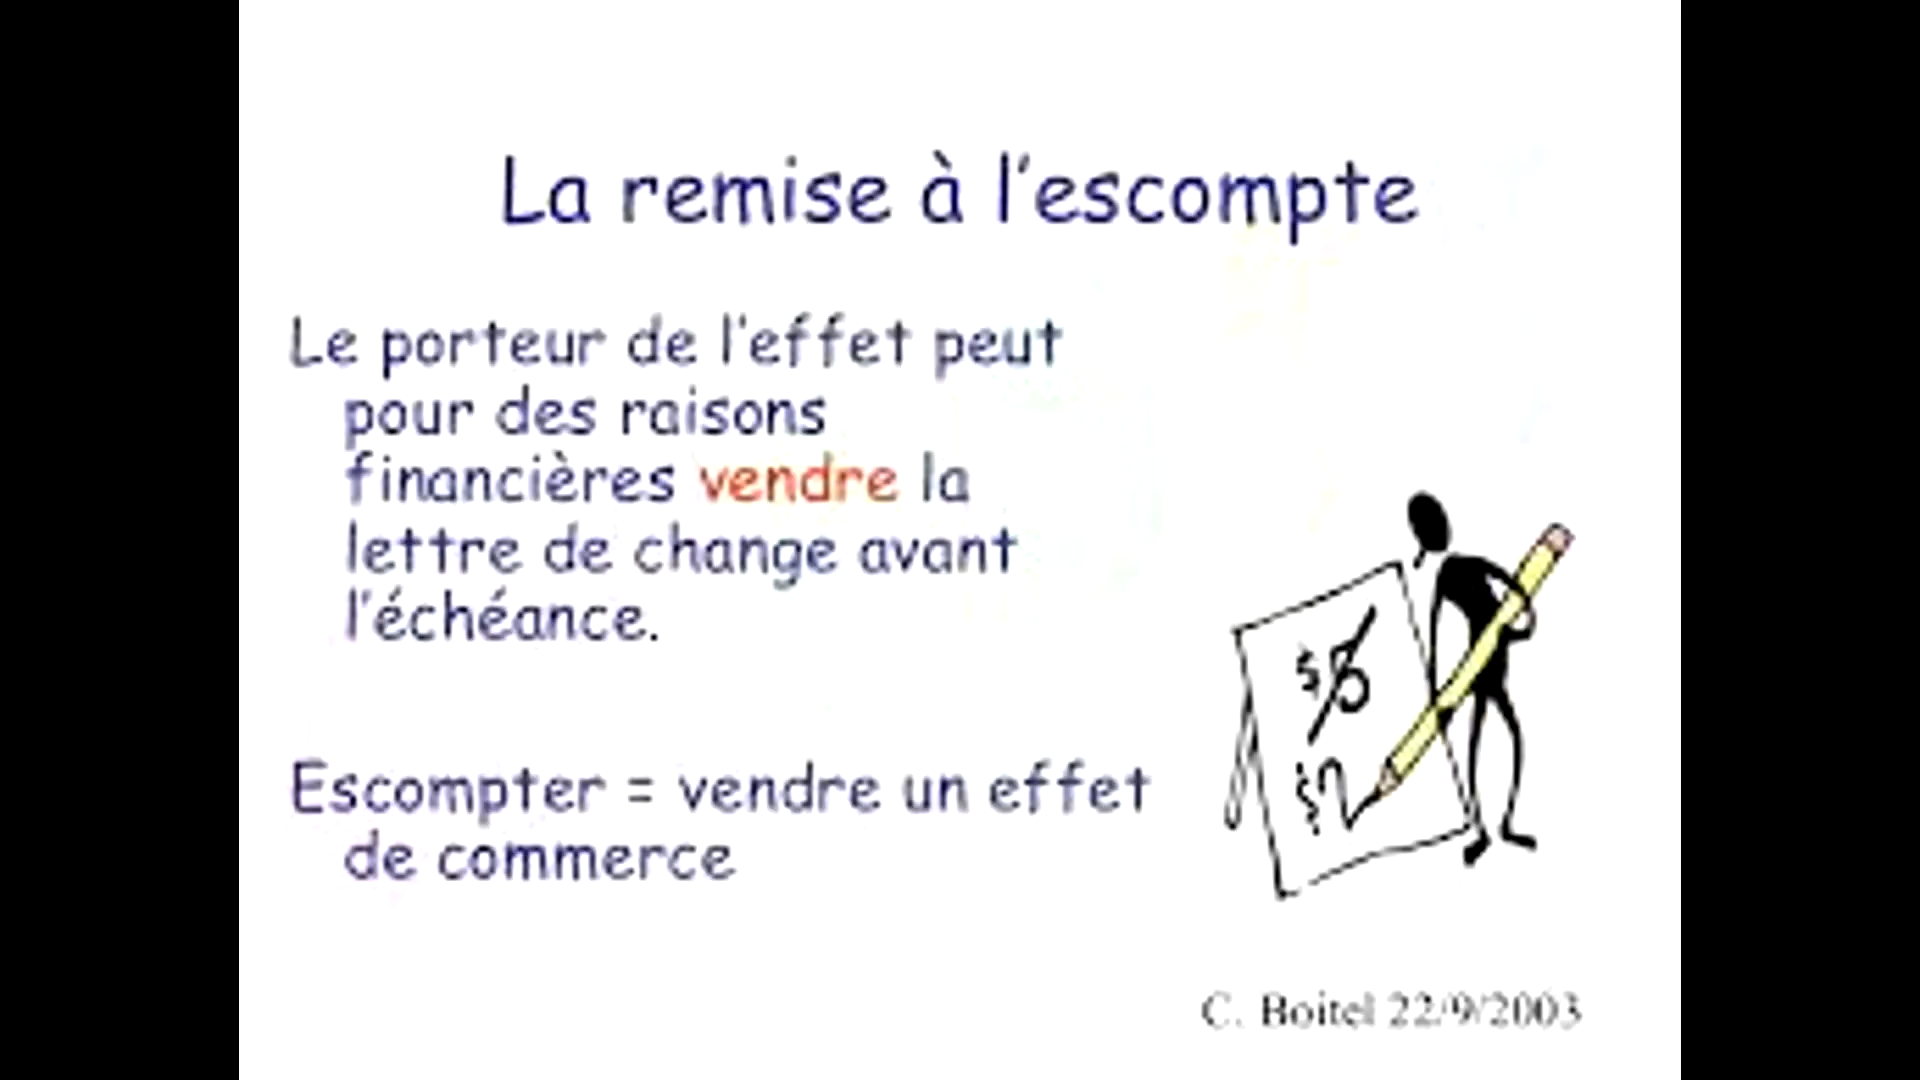 La remise à l'escompte
Le porteur de l'effet peut
pour des raisons
financières vendre la
lettre de change avant
l'échéance.
Escompter = vendre un effet
de commerce
$
$2
C. Boitel 22/9/2003